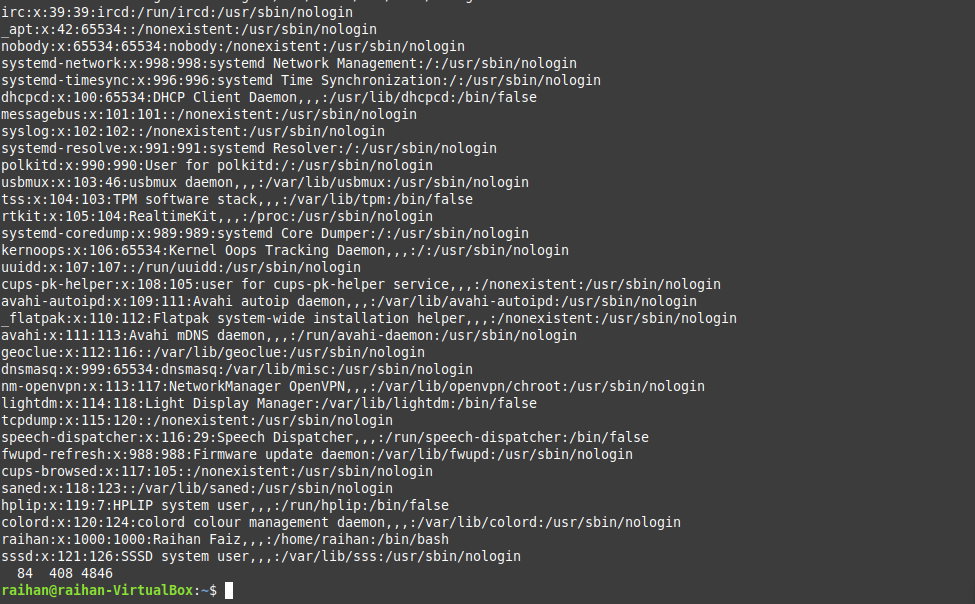 irc:x:39:39:ircd:/run/ircd:/usr/sbin/nologin
_apt:x:42:65534::/nonexistent:/usr/sbin/nologin
nobody:x:65534:65534:nobody:/nonexistent:/usr/sbin/nologin
systemd-network:x:998:998:systemd Network Management:/:/usr/sbin/nologin
systemd-timesync:x:996:996:systemd Time Synchronization:/:/usr/sbin/nologin
dhcpcd:x:100:65534:DHCP Client Daemon,,,:/usr/lib/dhcpcd:/bin/false
messagebus:x:101:101::/nonexistent:/usr/sbin/nologin
syslog:x:102:102::/nonexistent:/usr/sbin/nologin
systemd-resolve:x:991:991:systemd Resolver:/:/usr/sbin/nologin
polkitd:x:990:990:User for polkitd:/:/usr/sbin/nologin
usbmux:x:103:46:usbmux daemon,,,:/var/lib/usbmux:/usr/sbin/nologin
tss:x:104:103:TPM software stack,,,:/var/lib/tpm:/bin/false
rtkit:x:105:104:RealtimeKit,,,:/proc:/usr/sbin/nologin
systemd-coredump:x:989:989:systemd Core Dumper:/:/usr/sbin/nologin
kernoops:x:106:65534:Kernel Oops Tracking Daemon,,,:/:/usr/sbin/nologin
uuidd:x:107:107::/run/uuidd:/usr/sbin/nologin
cups-pk-helper:x:108:105:user for cups-pk-helper service,,,:/nonexistent:/usr/sbin/nologin
avahi-autoipd:x:109:111:Avahi autoip daemon,,,:/var/lib/avahi-autoipd:/usr/sbin/nologin
_flatpak:x:110:112:Flatpak system-wide installation helper,,,:/nonexistent:/usr/sbin/nologin
avahi:x:111:113:Avahi mDNS daemon,,,:/run/avahi-daemon:/usr/sbin/nologin
geoclue:x:112:116::/var/lib/geoclue:/usr/sbin/nologin
dnsmasq:x:999:65534:dnsmasq:/var/lib/misc:/usr/sbin/nologin
nm-openvpn:x:113:117:NetworkManager OpenVPN,,,:/var/lib/openvpn/chroot:/usr/sbin/nologin
lightdm:x:114:118:Light Display Manager:/var/lib/lightdm:/bin/false
tcpdump:x:115:120::/nonexistent:/usr/sbin/nologin
speech-dispatcher:x:116:29:Speech Dispatcher,,,:/run/speech-dispatcher:/bin/false
fwupd-refresh:x:988:988:Firmware update daemon:/var/lib/fwupd:/usr/sbin/nologin
cups-browsed:x:117:105::/nonexistent:/usr/sbin/nologin
saned:x:118:123::/var/lib/saned:/usr/sbin/nologin
hplip:x:119:7:HPLIP system user,,,:/run/hplip:/bin/false
colord:x:120:124:colord colour management daemon,,,:/var/lib/colord:/usr/sbin/nologin
raihan:x:1000:1000:Raihan Faiz,,,:/home/raihan:/bin/bash
sssd:x:121:126:SSSD system user,,,:/var/lib/sss:/usr/sbin/nologin
  84  408 4846
raihan@raihan-VirtualBox:~$